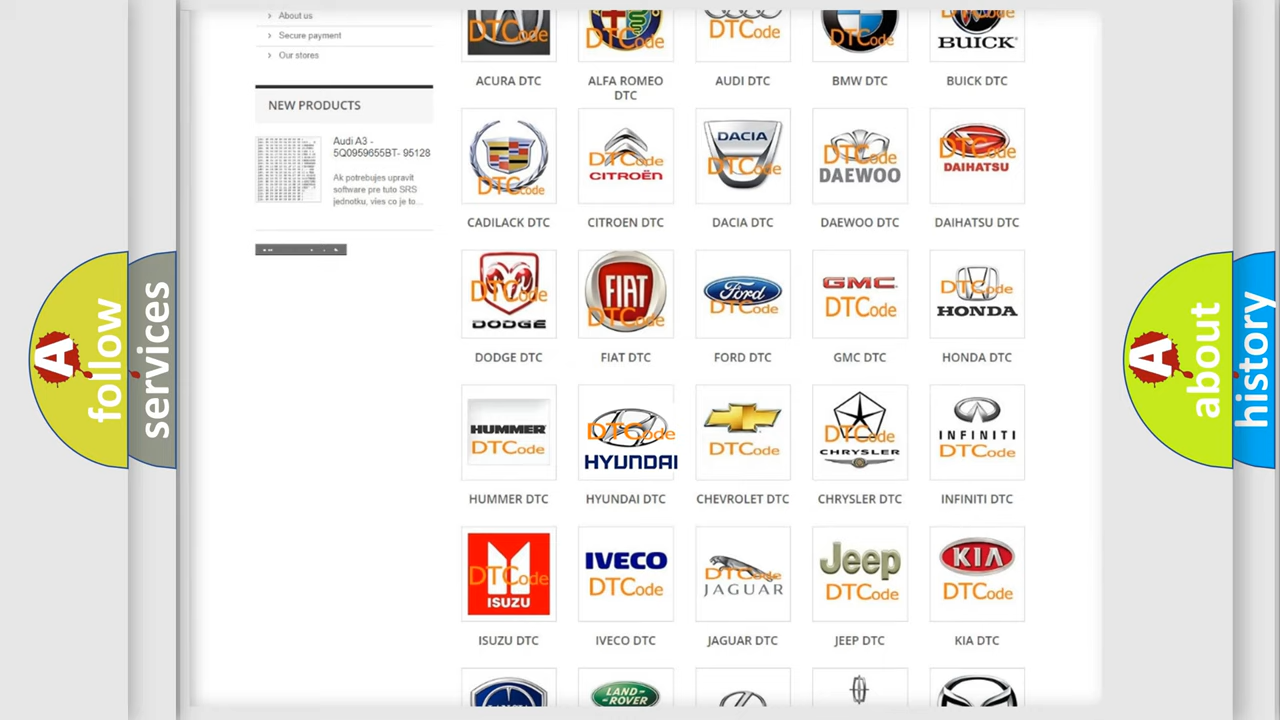 About us
Secure payment
Our stores
NEW PRODUCTS
Audi A3 -
5Q0959655BT- 95128
Ak potrebujes upravit
software pre tuto SRS
jednotku, vies co je to...
DTCode
DTCode
DTCode
DTCode
BUICK
ACURA DTC
ALFA ROMEO
DTC
AUDI DTC
BMW DTC
BUICK DTC
DTCode
DTCode
CITROËN
DACIA
DTCode
DTCode
DAEWOO
DTCode
DAIHATSU
CADILACK DTC
CITROEN DTC
DACIA DTC
DAEWOO DTC
DAIHATSU DTC
DTCode
DODGE
FIAT
DTCode
Ford
DTCode
GMC
DTCode
DTCode
HONDA
DODGE DTC
FIAT DTC
FORD DTC
GMC DTC
HONDA DTC
HUMMER
DTCode
DTCode
HYUNDAI
DTCode
DTCode
CHRYSLER
INFINITI
DTCode
HUMMER DTC
HYUNDAI DTC
CHEVROLET DTC
CHRYSLER DTC
INFINITI DTC
DTCode
ISUZU
IVECO
DTCode
DTCode
JAGUAR
Jeep
DTCode
KIA
DTCode
ISUZU DTC
IVECO DTC
JAGUAR DTC
JEEP DTC
KIA DTC
LAND-
ROVER
A follow
services
A about
history